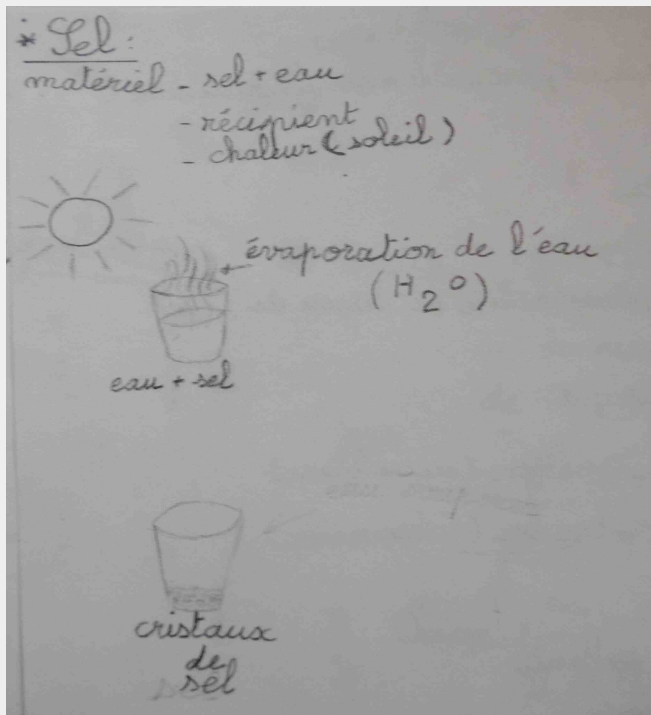 * Sel:
matériel - sel + eau
- récipient
- chaleur (soleil)
évaporation de l'eau
(H₂O)
eau + sel
cristaux
de
sel